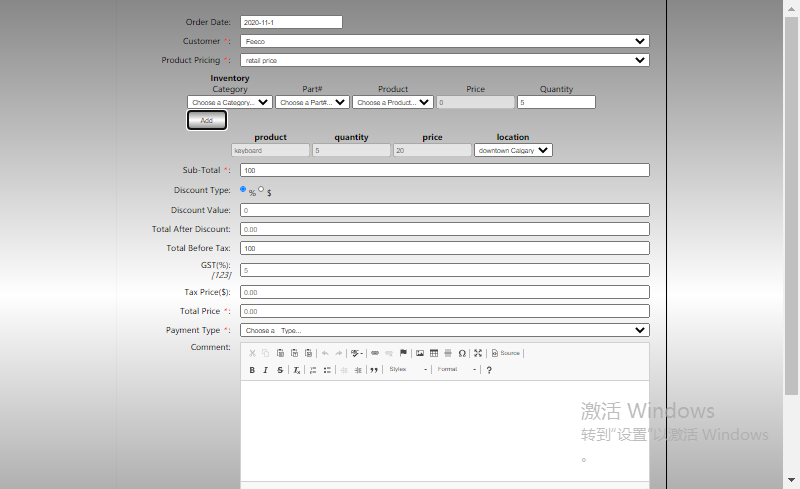 Order Date: 2020-11-1
Customer *: Feeco
Product Pricing *: retail price
Inventory
Category Part# Product Price Quantity
Choose a Category... Choose a Part#... Choose a Product... 0 5
Add
product quantity price location
keyboard 5 20 downtown Calgary
Sub-Total *: 100
Discount Type: % $
Discount Value: 0
Total After Discount: 0.00
Total Before Tax: 100
GST(%): 5
[123]
Tax Price($): 0.00
Total Price *: 0.00
Payment Type *: Choose a Type...
Comment:
Source
B I S Styles Format ?
激活 Windows
转到"设置"以激活 Windows
。